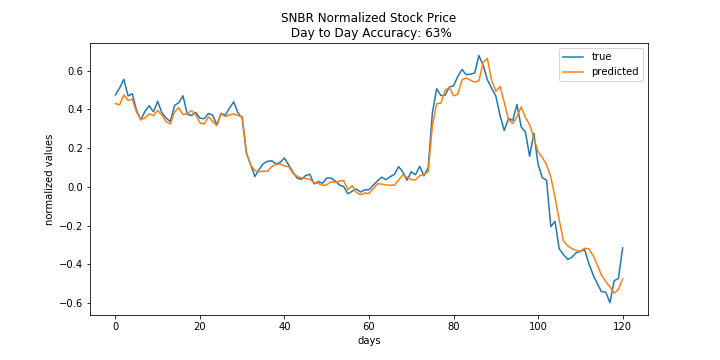 SNBR Normalized Stock Price
Day to Day Accuracy: 63%
true
predicted
normalized values
0.6
0.4
0.2
0.0
−0.2
−0.4
−0.6
0 20 40 60 80 100 120
days